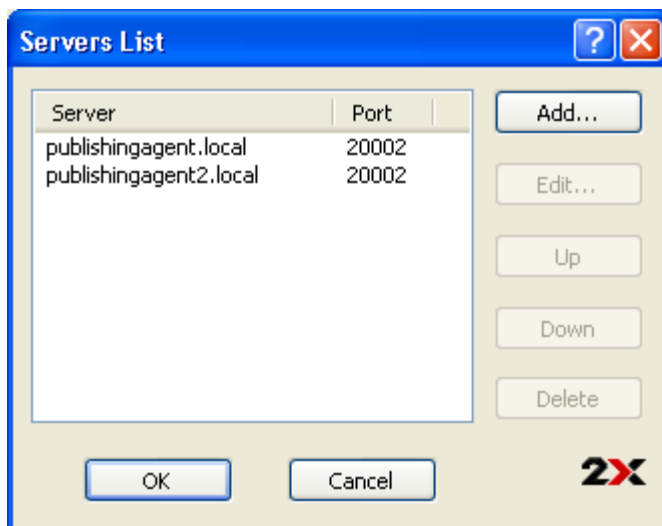 Servers List
Server Port
publishingagent.local 20002
publishingagent2.local 20002
Add...
Edit...
Up
Down
Delete
OK Cancel
2X